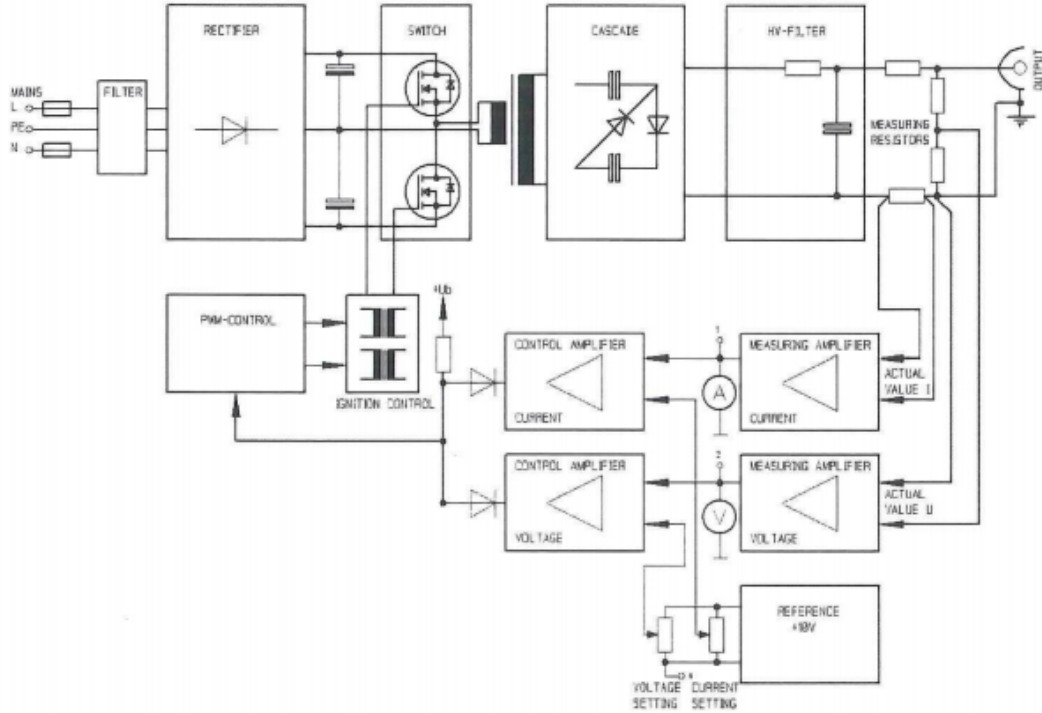 RECTIFIER
SWITCH
CASCADE
HV-FILTER
OUTPUT
MAINS
FILTER
L
PE
N
MEASURING
RESISTORS
+Ub
PWM-CONTROL
IGNITION CONTROL
CONTROL AMPLIFIER
CURRENT
1
A
MEASURING AMPLIFIER
CURRENT
ACTUAL
VALUE I
CONTROL AMPLIFIER
VOLTAGE
2
V
MEASURING AMPLIFIER
VOLTAGE
ACTUAL
VALUE U
REFERENCE
+10V
VOLTAGE
SETTING
CURRENT
SETTING